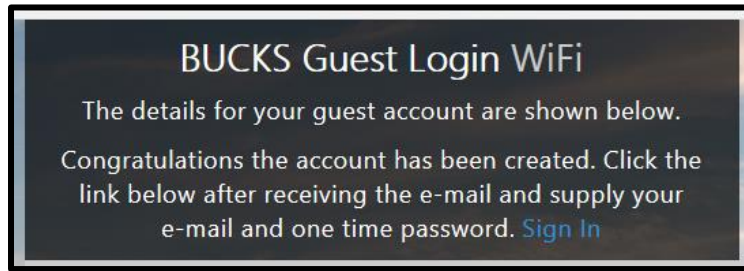 BUCKS Guest Login WiFi
The details for your guest account are shown below.
Congratulations the account has been created. Click the
link below after receiving the e-mail and supply your
e-mail and one time password. Sign In